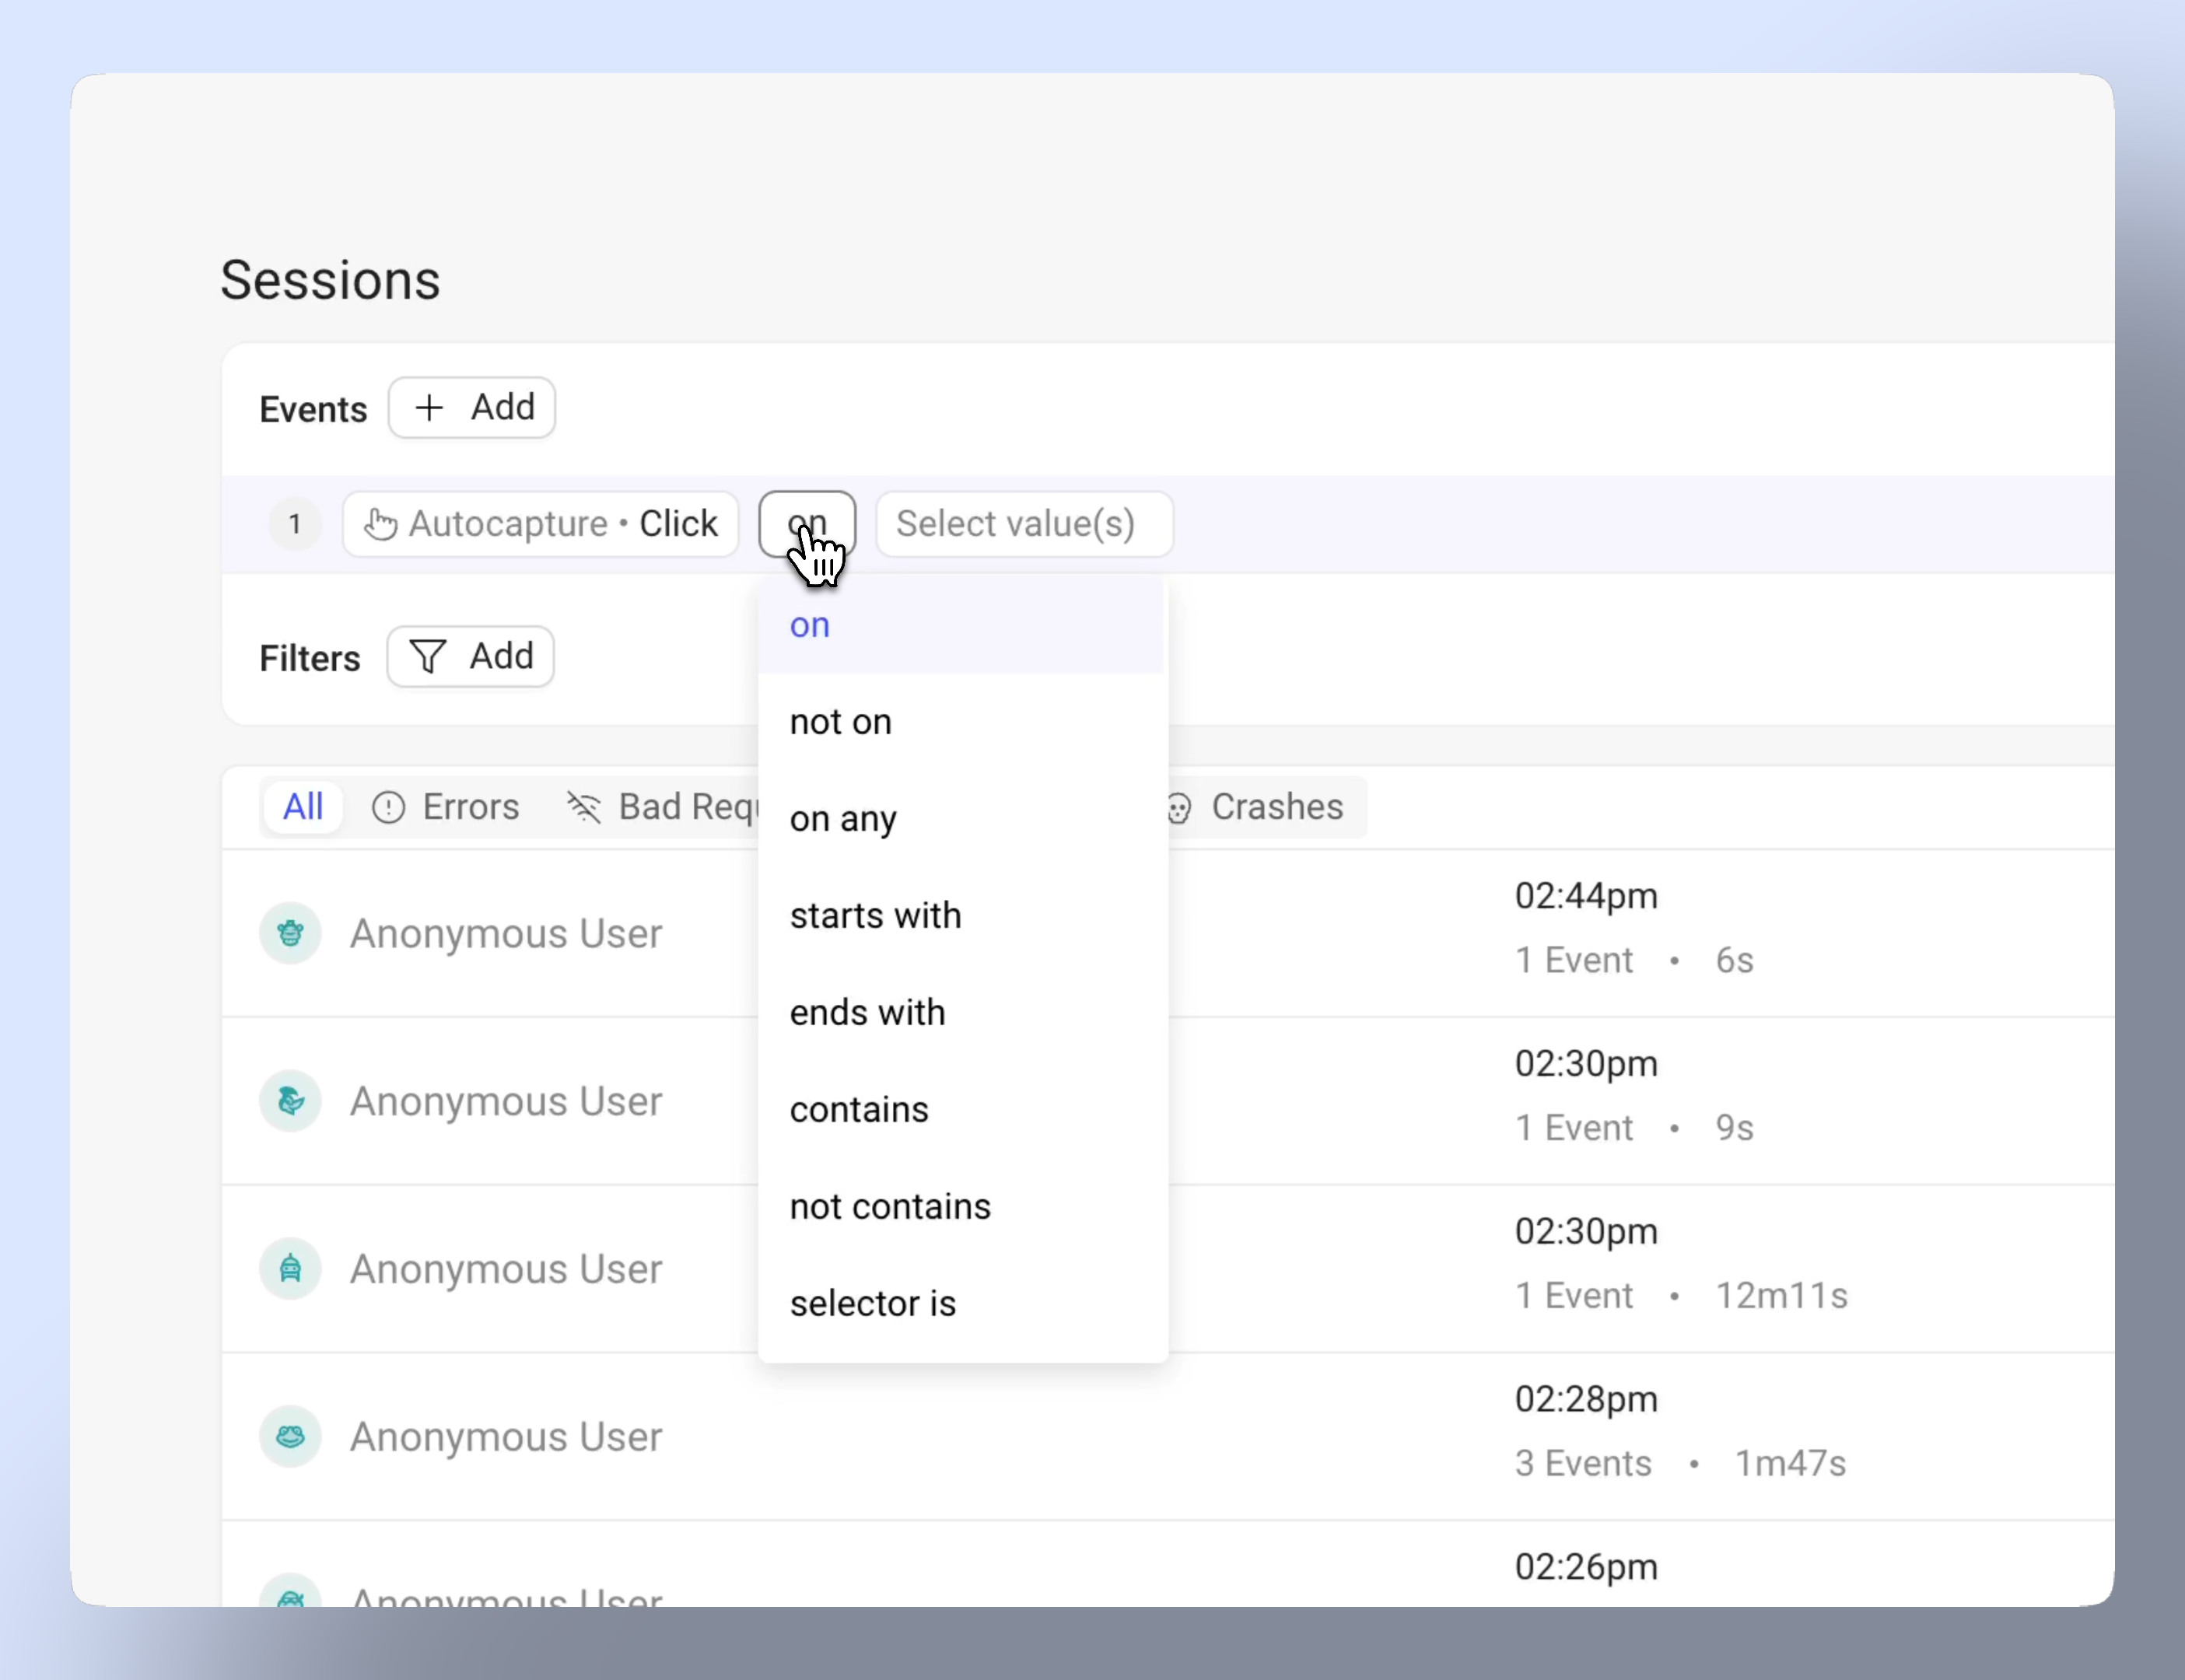 Sessions
Events + Add
1 Autocapture • Click on Select value(s)
on
Filters Add
not on
All Errors Bad Crashes
on any
starts with
ends with
contains
not contains
selector is
Anonymous User
02:44pm
1 Event • 6s
Anonymous User
02:30pm
1 Event • 9s
Anonymous User
02:30pm
1 Event • 12m11s
Anonymous User
02:28pm
3 Events • 1m47s
Anonymous User
02:26pm